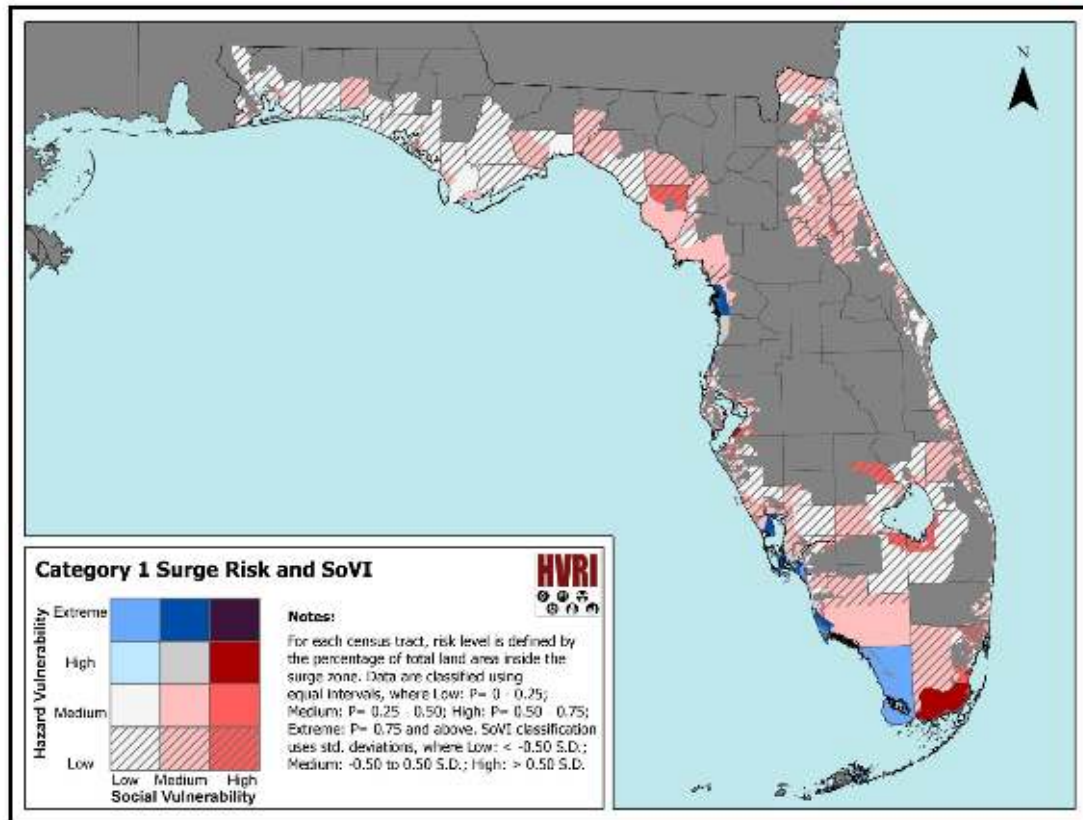 N
Category 1 Surge Risk and SoVI
HVRI
Hazard Vulnerability
Extreme
High
Medium
Low
Low Medium High
Social Vulnerability
Notes:
For each census tract, risk level is defined by
the percentage of total land area inside the
surge zone. Data are classified using
equal intervals, where Low: P= 0 - 0.25;
Medium: P= 0.25 - 0.50; High: P= 0.50 - 0.75;
Extreme: P= 0.75 and above. SoVI classification
uses std. deviations, where Low: < -0.50 S.D.;
Medium: -0.50 to 0.50 S.D.; High: > 0.50 S.D.